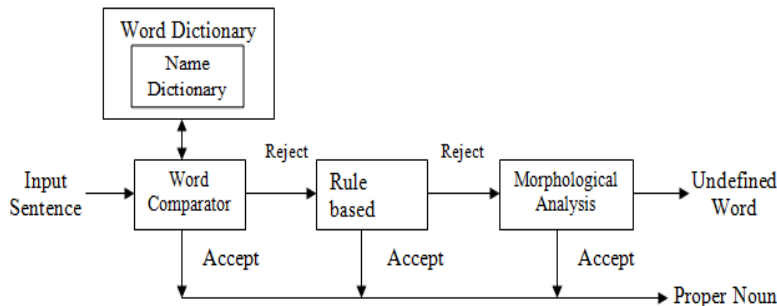 Word Dictionary
Name
Dictionary
Reject
Reject
Input
Sentence
Word
Comparator
Rule
based
Morphological
Analysis
Undefined
Word
Accept
Accept
Accept
Proper Noun